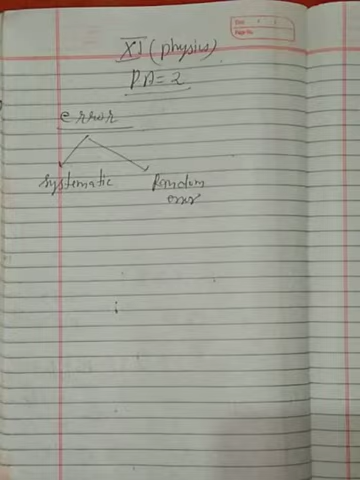 XI (physics)
DA = 2
error
systematic Random
error